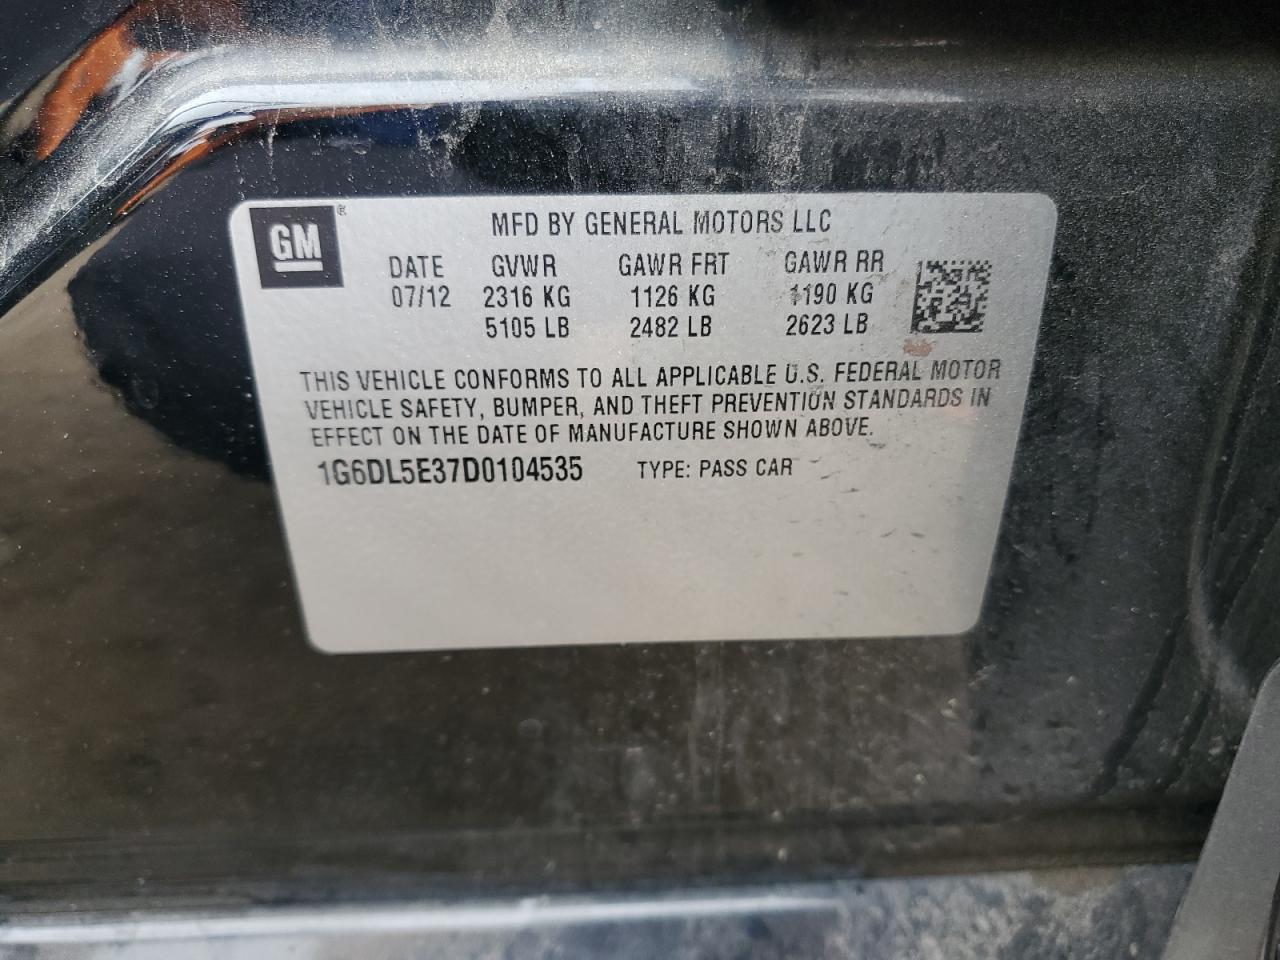 GM®
MFD BY GENERAL MOTORS LLC
DATE GVWR GAWR FRT GAWR RR
07/12 2316 KG 1126 KG 1190 KG
5105 LB 2482 LB 2623 LB
THIS VEHICLE CONFORMS TO ALL APPLICABLE U.S. FEDERAL MOTOR
VEHICLE SAFETY, BUMPER, AND THEFT PREVENTION STANDARDS IN
EFFECT ON THE DATE OF MANUFACTURE SHOWN ABOVE.
1G6DL5E37D0104535 TYPE: PASS CAR